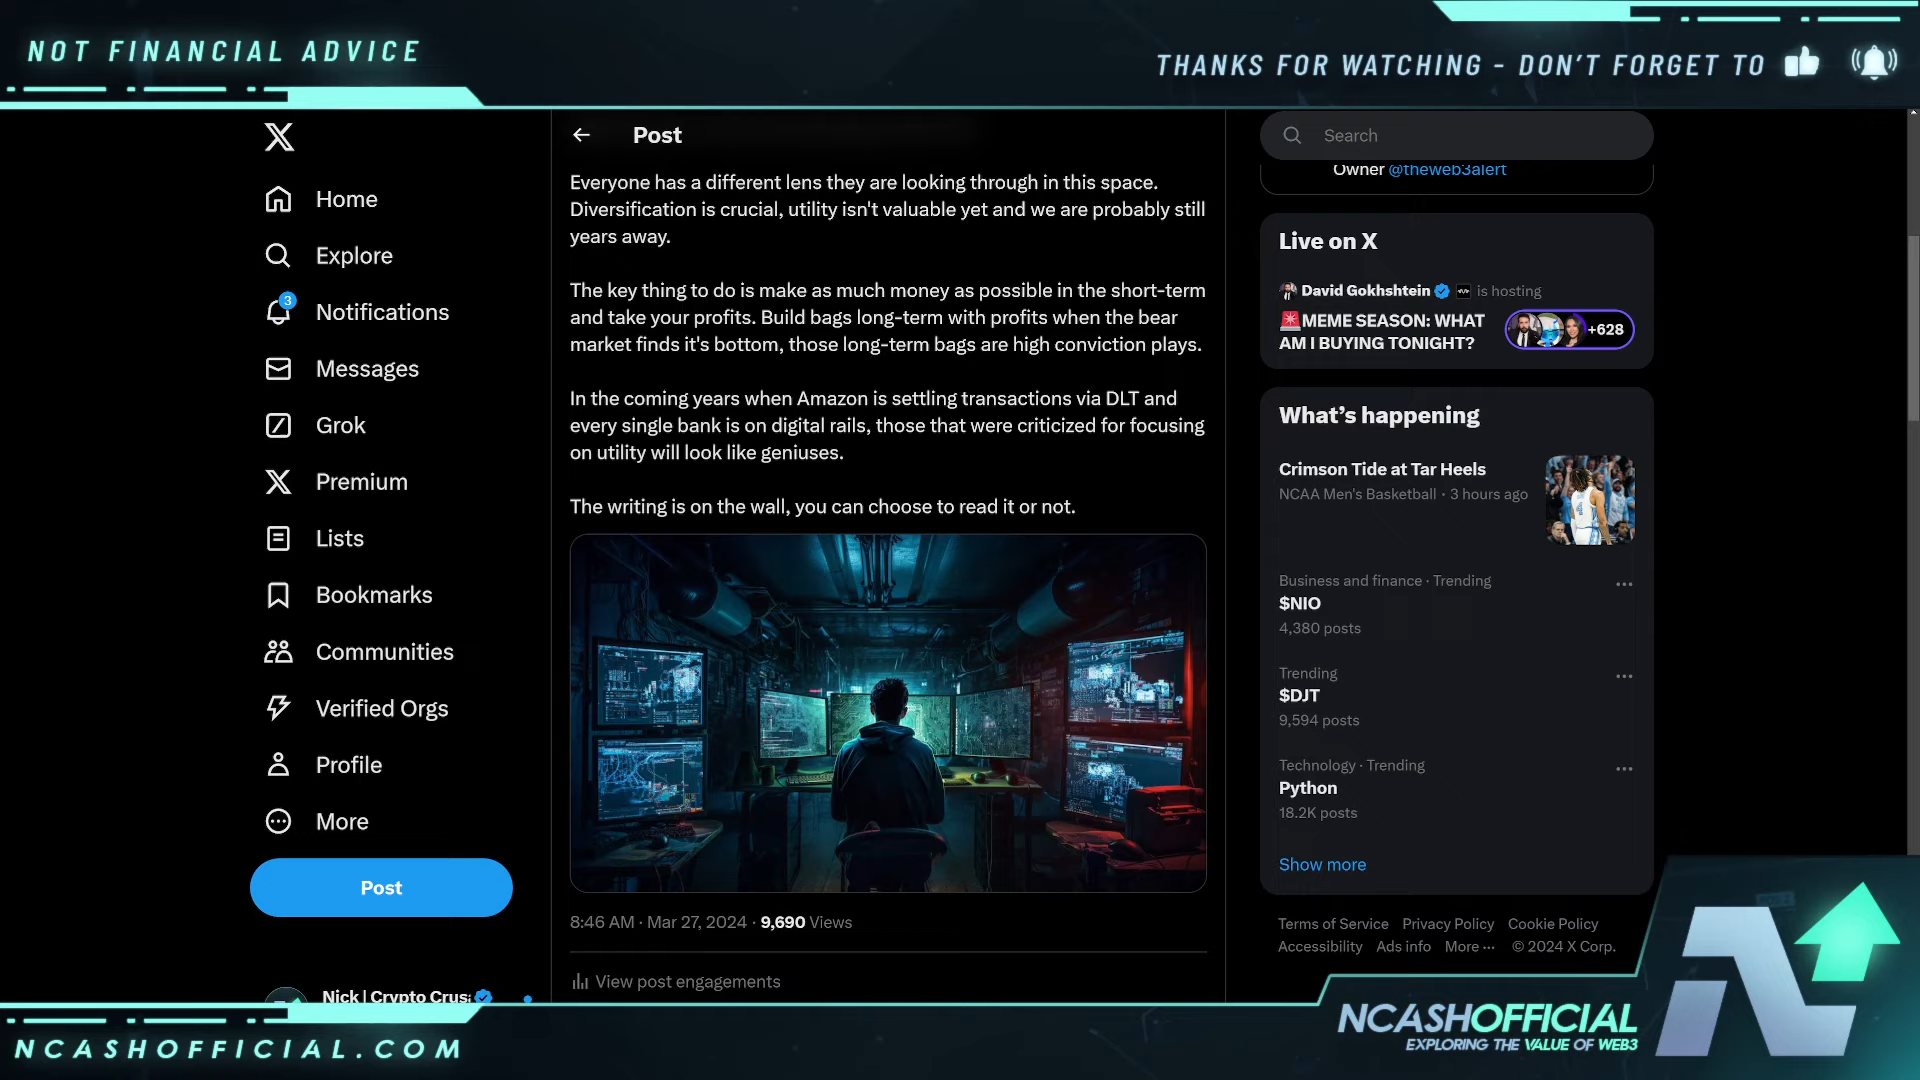 NOT FINANCIAL ADVICE
THANKS FOR WATCHING - DON'T FORGET TO
Home
Explore
3
Notifications
Messages
Grok
Premium
Lists
Bookmarks
Communities
Verified Orgs
Profile
More
Post
Nick | Crypto Crus
Post
Everyone has a different lens they are looking through in this space.
Diversification is crucial, utility isn't valuable yet and we are probably still
years away.
The key thing to do is make as much money as possible in the short-term
and take your profits. Build bags long-term with profits when the bear
market finds it's bottom, those long-term bags are high conviction plays.
In the coming years when Amazon is settling transactions via DLT and
every single bank is on digital rails, those that were criticized for focusing
on utility will look like geniuses.
The writing is on the wall, you can choose to read it or not.
8:46 AM · Mar 27, 2024 · 9,690 Views
View post engagements
Search
Owner @theweb3alert
Live on X
David Gokhshtein is hosting
🚨MEME SEASON: WHAT
AM I BUYING TONIGHT?
+628
What's happening
Crimson Tide at Tar Heels
NCAA Men's Basketball · 3 hours ago
4
Business and finance · Trending
$NIO
4,380 posts
Trending
$DJT
9,594 posts
Technology · Trending
Python
18.2K posts
Show more
Terms of Service Privacy Policy Cookie Policy
Accessibility Ads info More ··· © 2024 X Corp.
NCASHOFFICIAL.COM
NCASHOFFICIAL
EXPLORING THE VALUE OF WEB3